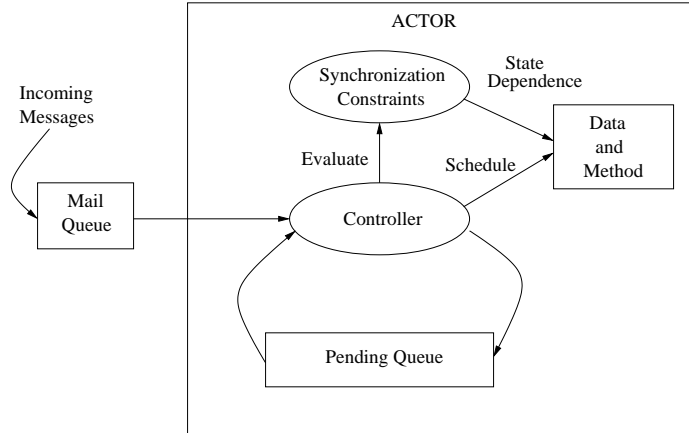 ACTOR
Synchronization
Constraints
State
Dependence
Incoming
Messages
Data
and
Method
Evaluate
Schedule
Mail
Queue
Controller
Pending Queue